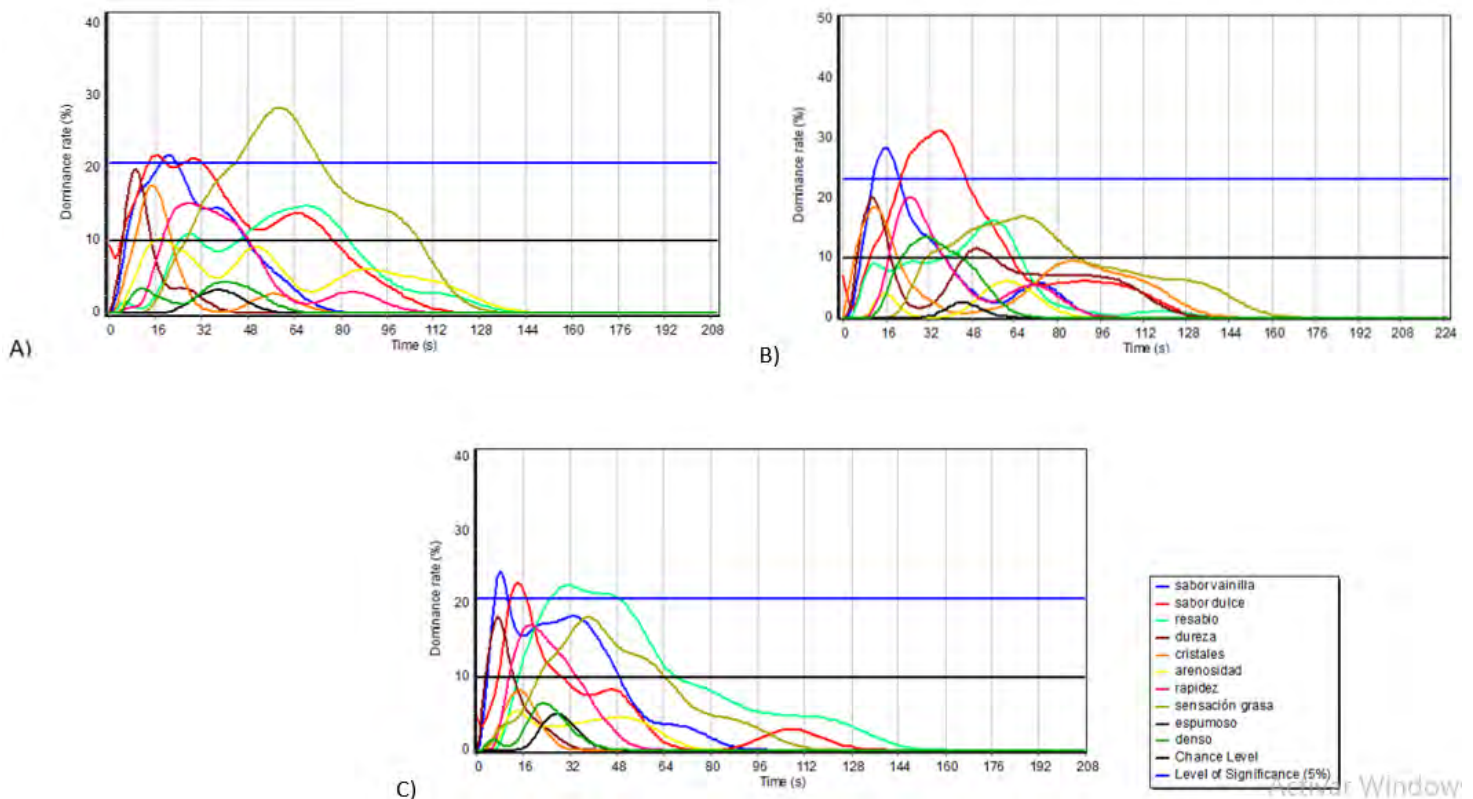 40
30
20
10
0
Dominance rate (%)
0 16 32 48 64 80 96 112 128 144 160 176 192 208
Time (s)
A)
50
40
30
20
10
0
Dominance rate (%)
0 16 32 48 64 80 96 112 128 144 160 176 192 208 224
Time (s)
B)
40
30
20
10
0
Dominance rate (%)
0 16 32 48 64 80 96 112 128 144 160 176 192 208
Time (s)
C)
saborvainilla
sabordulce
resabio
dureza
cristales
arenosidad
rapidez
sensación grasa
espumoso
denso
Chance Level
Level of Significance (5%)
Activar Windows